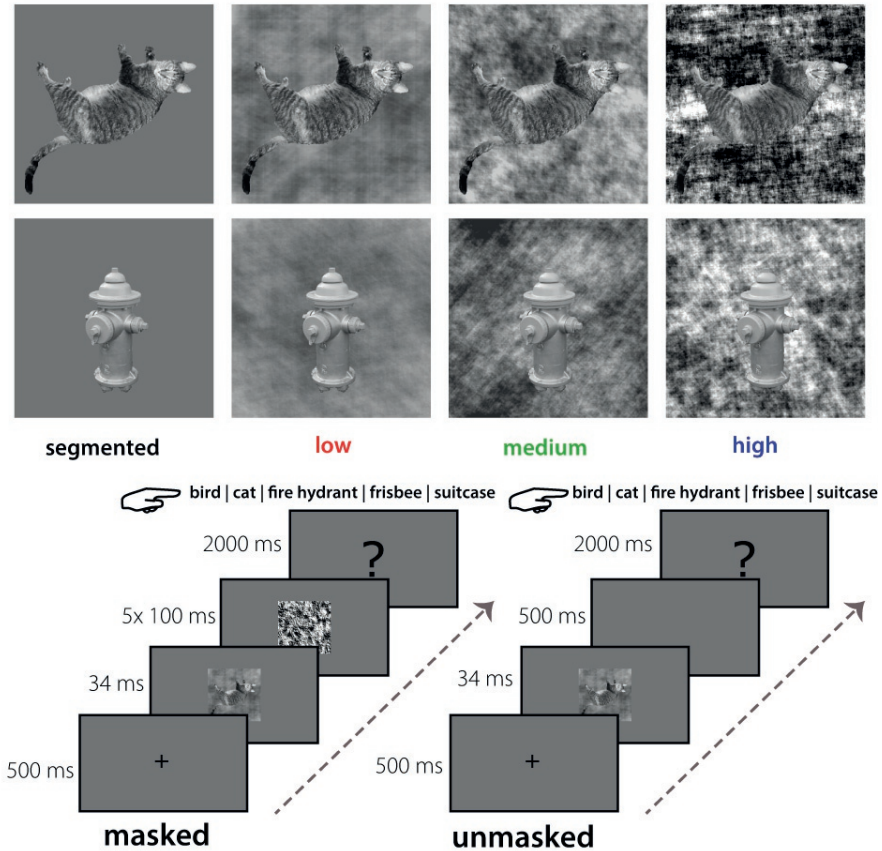 segmented low medium high
bird | cat | fire hydrant | frisbee | suitcase
2000 ms
?
5x 100 ms
34 ms
500 ms
+
masked
bird | cat | fire hydrant | frisbee | suitcase
2000 ms
?
500 ms
34 ms
500 ms
+
unmasked